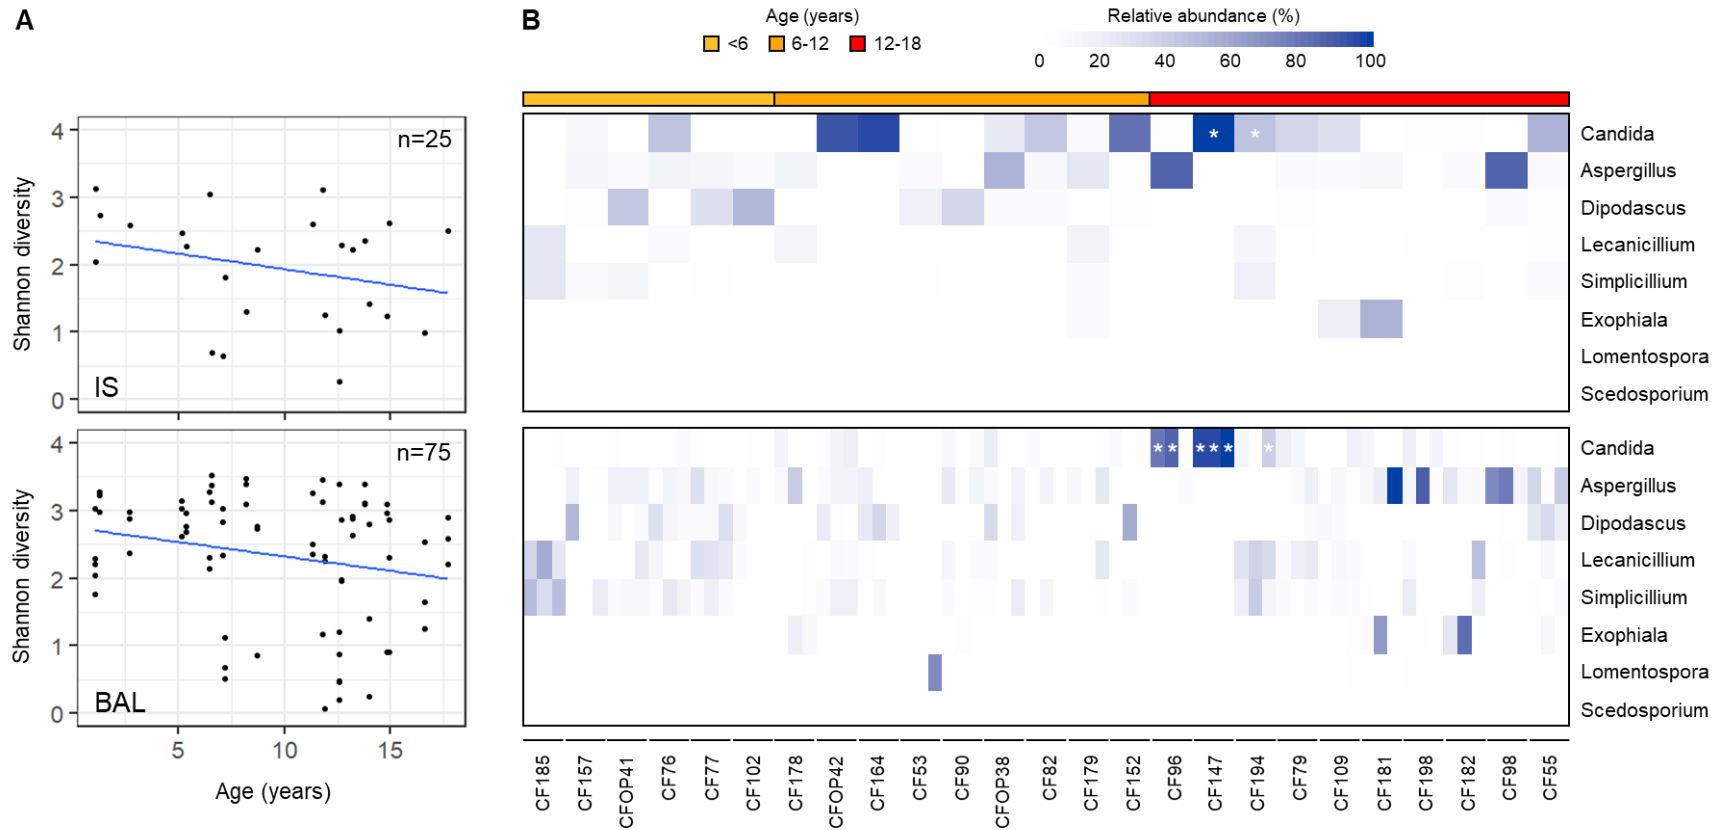 A
B
Age (years)
<6
6-12
12-18
Relative abundance (%)
0 20 40 60 80 100
Shannon diversity
4
3
2
1
0
n=25
IS
Candida
* *
Aspergillus
Dipodascus
Lecanicillium
Simplicillium
Exophiala
Lomentospora
Scedosporium
Shannon diversity
4
3
2
1
0
n=75
BAL
5 10 15
Age (years)
Candida
** *** *
Aspergillus
Dipodascus
Lecanicillium
Simplicillium
Exophiala
Lomentospora
Scedosporium
CF185
CF157
CFOP41
CF76
CF77
CF102
CF178
CFOP42
CF164
CF53
CF90
CFOP38
CF82
CF179
CF152
CF96
CF147
CF194
CF79
CF109
CF181
CF198
CF182
CF98
CF55